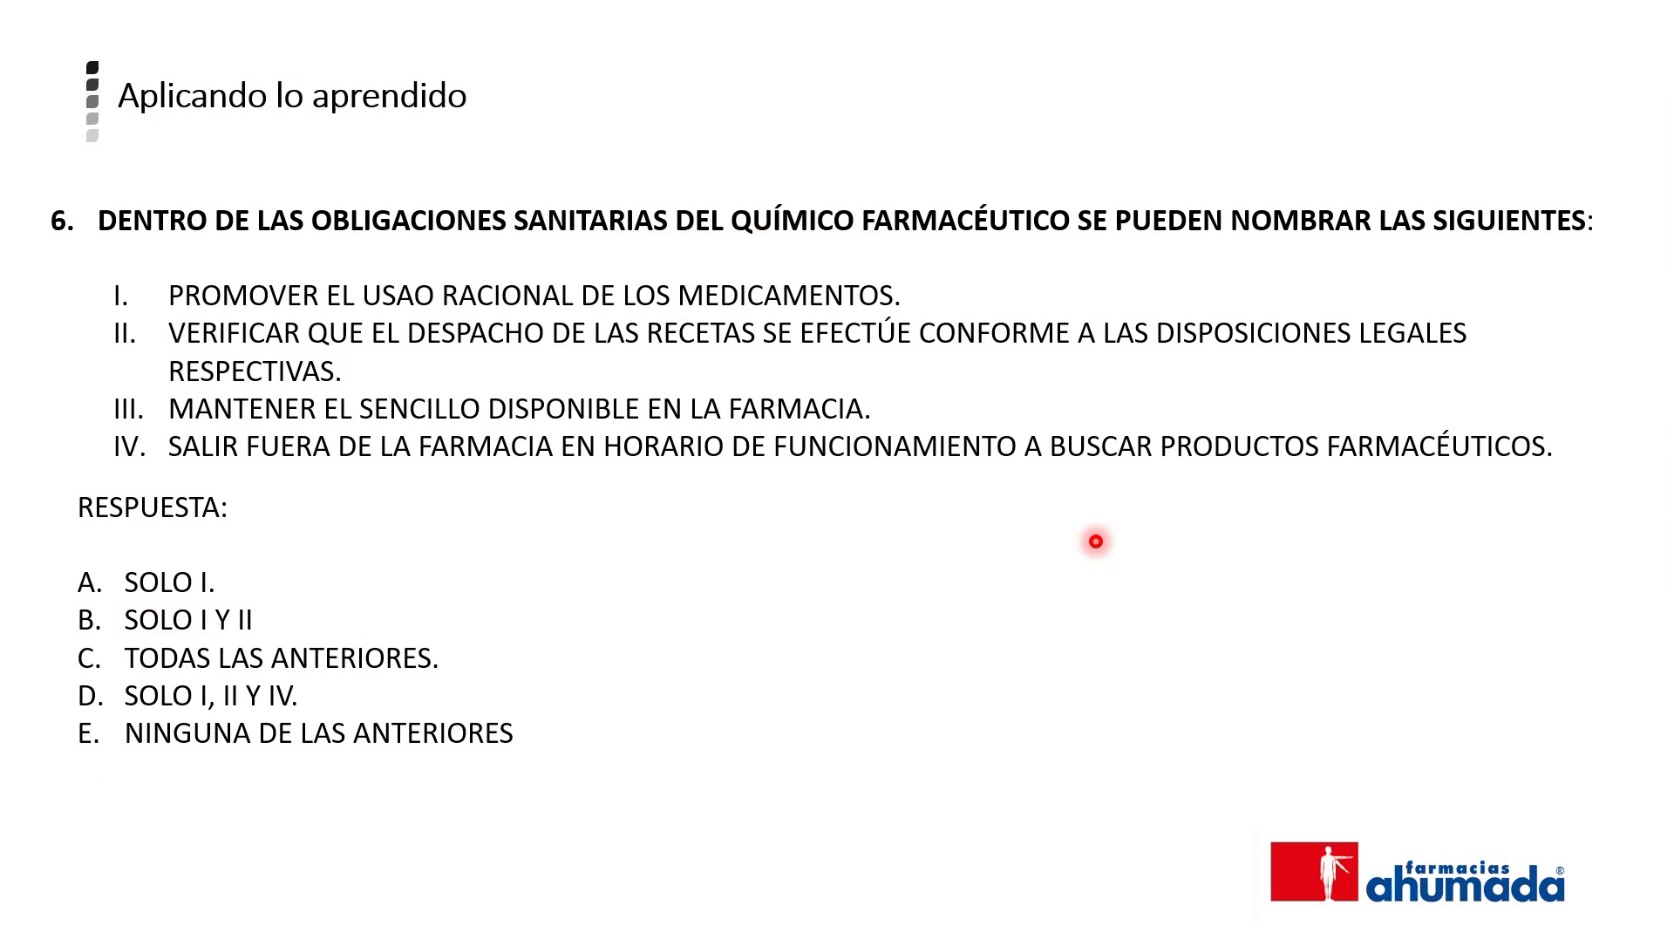 Aplicando lo aprendido
6. DENTRO DE LAS OBLIGACIONES SANITARIAS DEL QUÍMICO FARMACÉUTICO SE PUEDEN NOMBRAR LAS SIGUIENTES:
I. PROMOVER EL USAO RACIONAL DE LOS MEDICAMENTOS.
II. VERIFICAR QUE EL DESPACHO DE LAS RECETAS SE EFECTÚE CONFORME A LAS DISPOSICIONES LEGALES
RESPECTIVAS.
III. MANTENER EL SENCILLO DISPONIBLE EN LA FARMACIA.
IV. SALIR FUERA DE LA FARMACIA EN HORARIO DE FUNCIONAMIENTO A BUSCAR PRODUCTOS FARMACÉUTICOS.
RESPUESTA:
A. SOLO I.
B. SOLO I Y II
C. TODAS LAS ANTERIORES.
D. SOLO I, II Y IV.
E. NINGUNA DE LAS ANTERIORES
farmacias
ahumada®